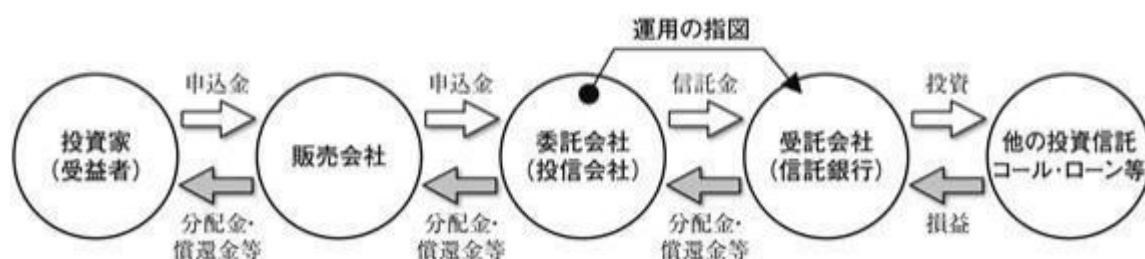 運用の指図
申込金
申込金
信託金
投資
投資家
(受益者)
販売会社
委託会社
(投信会社)
受託会社
(信託銀行)
他の投資信託
コール・ローン等
分配金・
償還金等
分配金・
償還金等
分配金・
償還金等
損益